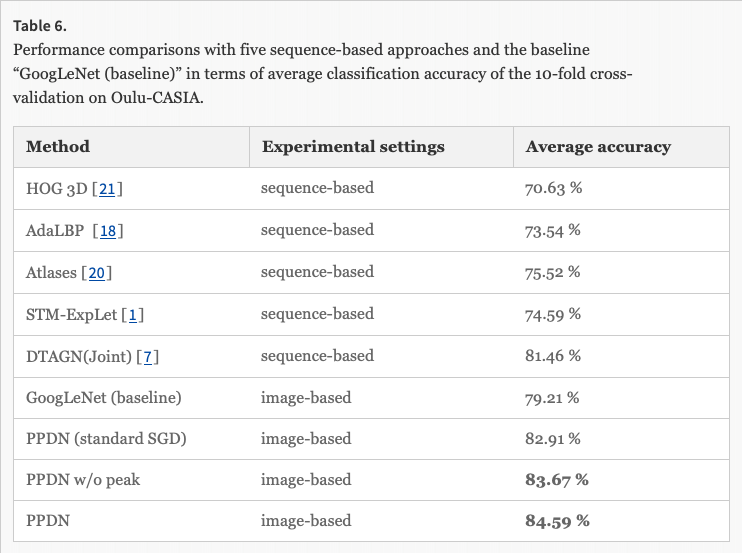 Table 6.
Performance comparisons with five sequence-based approaches and the baseline
“GoogLeNet (baseline)” in terms of average classification accuracy of the 10-fold cross-
validation on Oulu-CASIA.
Method Experimental settings Average accuracy
HOG 3D [21] sequence-based 70.63 %
AdaLBP [18] sequence-based 73.54 %
Atlases [20] sequence-based 75.52 %
STM-ExpLet [1] sequence-based 74.59 %
DTAGN(Joint) [7] sequence-based 81.46 %
GoogLeNet (baseline) image-based 79.21 %
PPDN (standard SGD) image-based 82.91 %
PPDN w/o peak image-based 83.67 %
PPDN image-based 84.59 %